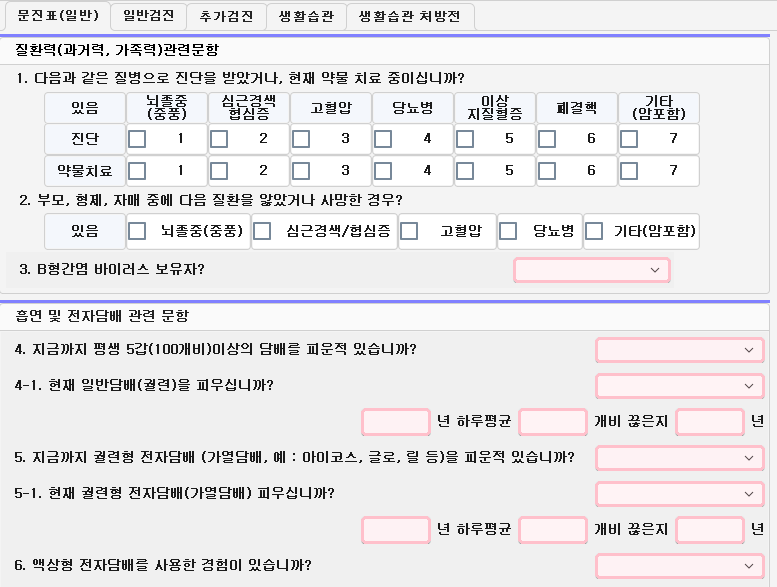 문진표(일반) 일반검진 추가검진 생활습관 생활습관 처방전
질환력(과거력, 가족력)관련문항
1. 다음과 같은 질병으로 진단을 받았거나, 현재 약물 치료 중이십니까?
있음 뇌졸중(중풍) 심근경색 협심증 고혈압 당뇨병 이상지질혈증 폐결핵 기타(암포함)
진단 1 2 3 4 5 6 7
약물치료 1 2 3 4 5 6 7
2. 부모, 형제, 자매 중에 다음 질환을 앓았거나 사망한 경우?
있음 뇌졸중(중풍) 심근경색/협심증 고혈압 당뇨병 기타(암포함)
3. B형간염 바이러스 보유자?
흡연 및 전자담배 관련 문항
4. 지금까지 평생 5갑(100개비)이상의 담배를 피운적 있습니까?
4-1. 현재 일반담배(궐련)을 피우십니까?
년 하루평균 개비 끊은지 년
5. 지금까지 궐련형 전자담배 (가열담배, 예 : 아이코스, 글로, 릴 등)을 피운적 있습니까?
5-1. 현재 궐련형 전자담배(가열담배) 피우십니까?
년 하루평균 개비 끊은지 년
6. 액상형 전자담배를 사용한 경험이 있습니까?